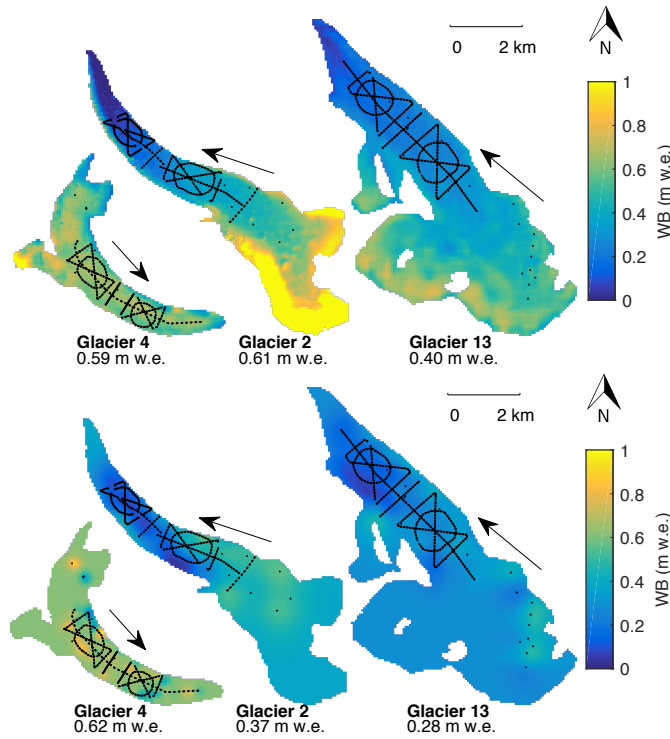 0 2 km
N
1
0.8
0.6
0.4
0.2
0
WB (m w.e.)
Glacier 4
0.59 m w.e.
Glacier 2
0.61 m w.e.
Glacier 13
0.40 m w.e.
0 2 km
N
1
0.8
0.6
0.4
0.2
0
WB (m w.e.)
Glacier 4
0.62 m w.e.
Glacier 2
0.37 m w.e.
Glacier 13
0.28 m w.e.